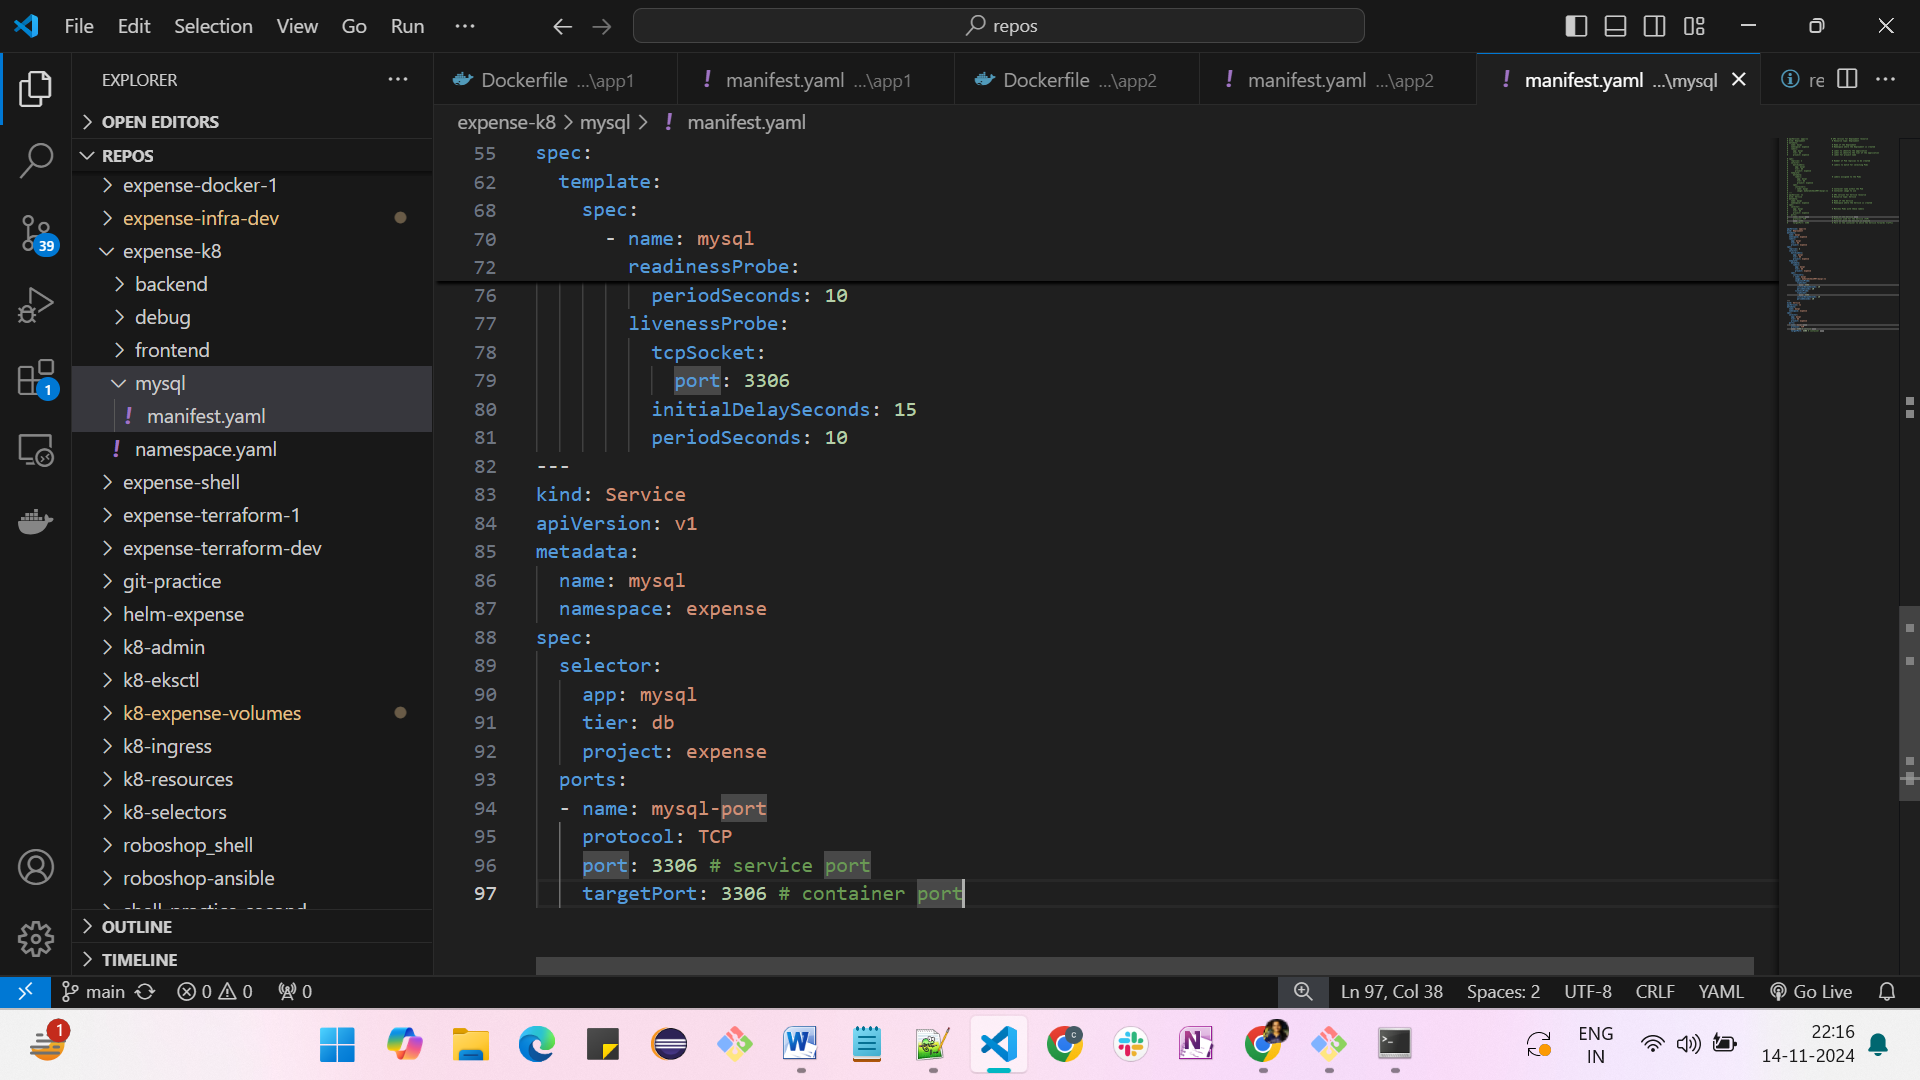 File Edit Selection View Go Run ···
repos
EXPLORER
OPEN EDITORS
REPOS
expense-docker-1
expense-infra-dev
expense-k8
backend
debug
frontend
mysql
! manifest.yaml
! namespace.yaml
expense-shell
expense-terraform-1
expense-terraform-dev
git-practice
helm-expense
k8-admin
k8-eksctl
k8-expense-volumes
k8-ingress
k8-resources
k8-selectors
roboshop_shell
roboshop-ansible
OUTLINE
TIMELINE
39
1
Dockerfile ...\app1
! manifest.yaml ...\app1
Dockerfile ...\app2
! manifest.yaml ...\app2
! manifest.yaml ...\mysql
re
expense-k8 > mysql > ! manifest.yaml
55 spec:
62 template:
68 spec:
70 - name: mysql
72 readinessProbe:
76 periodSeconds: 10
77 livenessProbe:
78 tcpSocket:
79 port: 3306
80 initialDelaySeconds: 15
81 periodSeconds: 10
82 ---
83 kind: Service
84 apiVersion: v1
85 metadata:
86 name: mysql
87 namespace: expense
88 spec:
89 selector:
90 app: mysql
91 tier: db
92 project: expense
93 ports:
94 - name: mysql-port
95 protocol: TCP
96 port: 3306 # service port
97 targetPort: 3306 # container port
main 0 0 0
Ln 97, Col 38 Spaces: 2 UTF-8 CRLF YAML Go Live
1
ENG
IN
22:16
14-11-2024